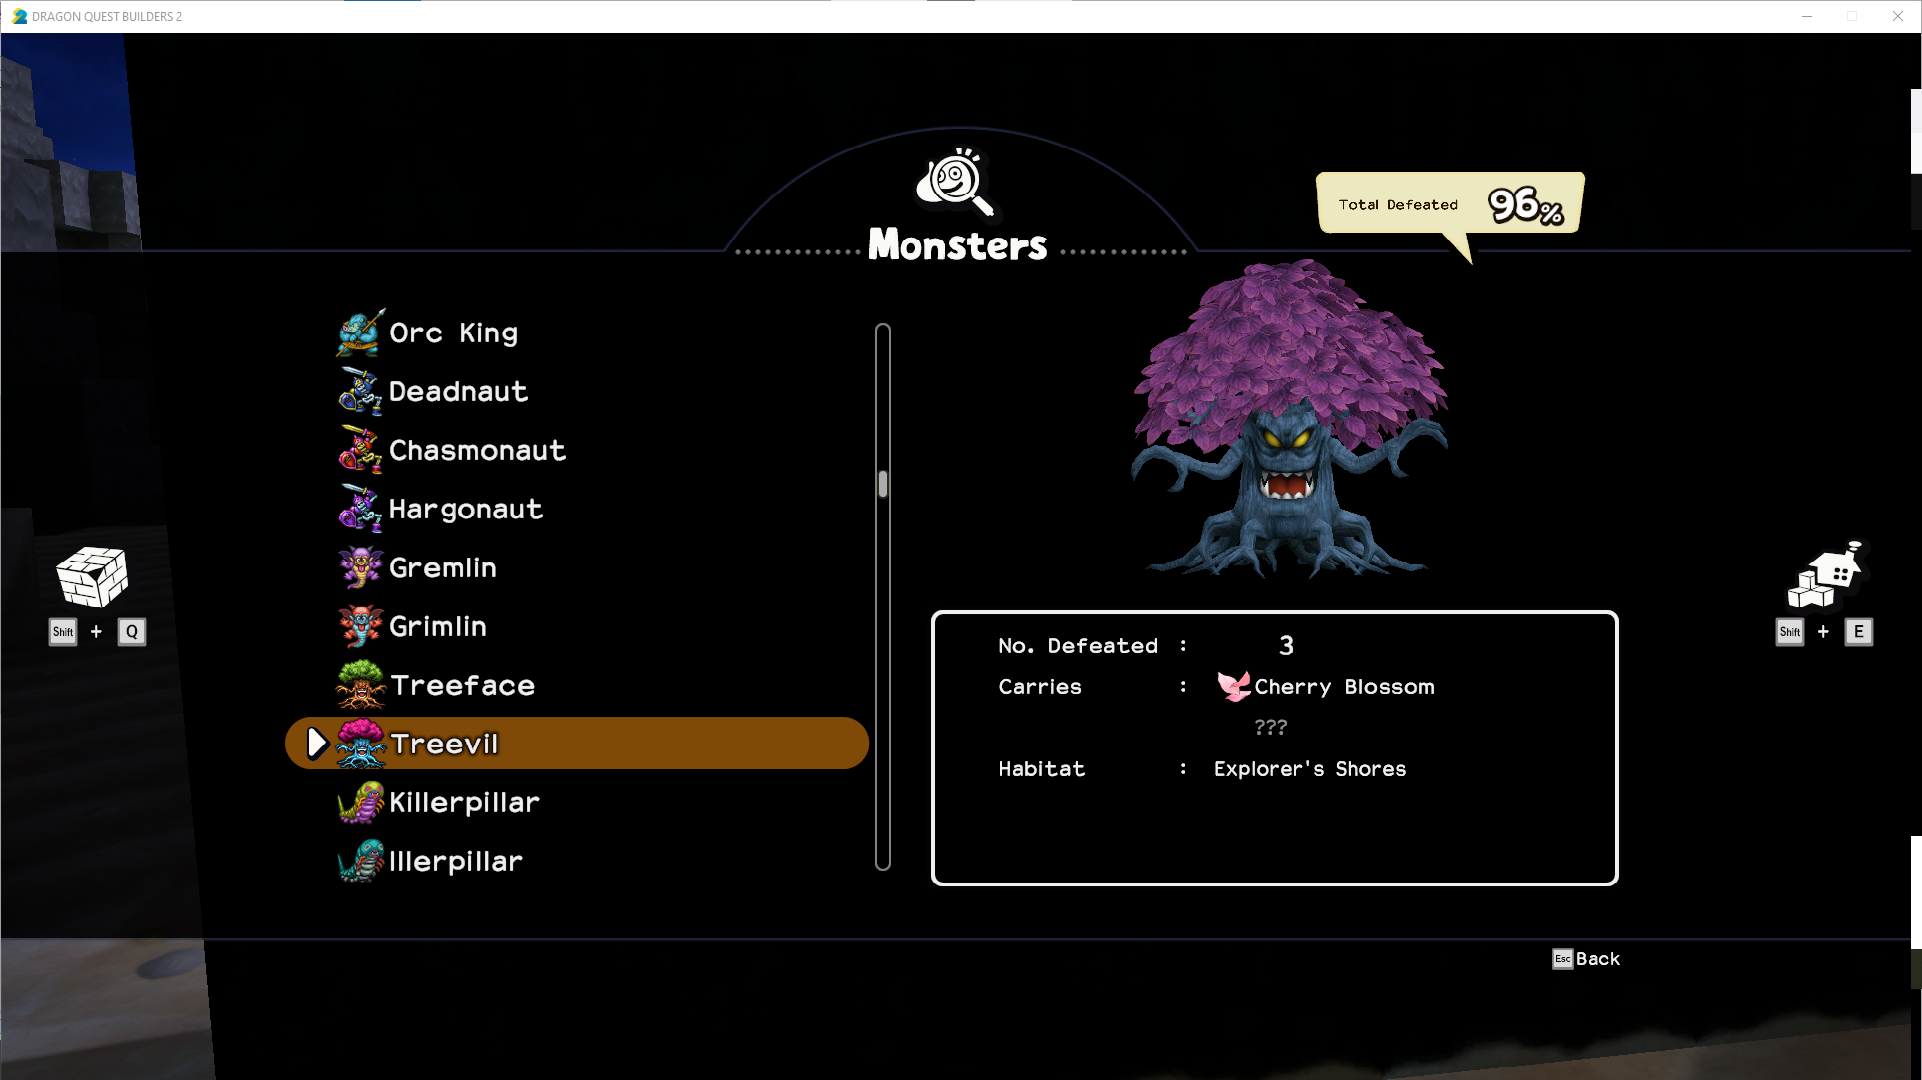 DRAGON QUEST BUILDERS 2
Total Defeated 96%
Monsters
Orc King
Deadnaut
Chasmonaut
Hargonaut
Gremlin
Grimlin
Treeface
Treevil
Killerpillar
Illerpillar
No. Defeated : 3
Carries : Cherry Blossom
???
Habitat : Explorer's Shores
Shift + Q
Shift + E
Esc Back